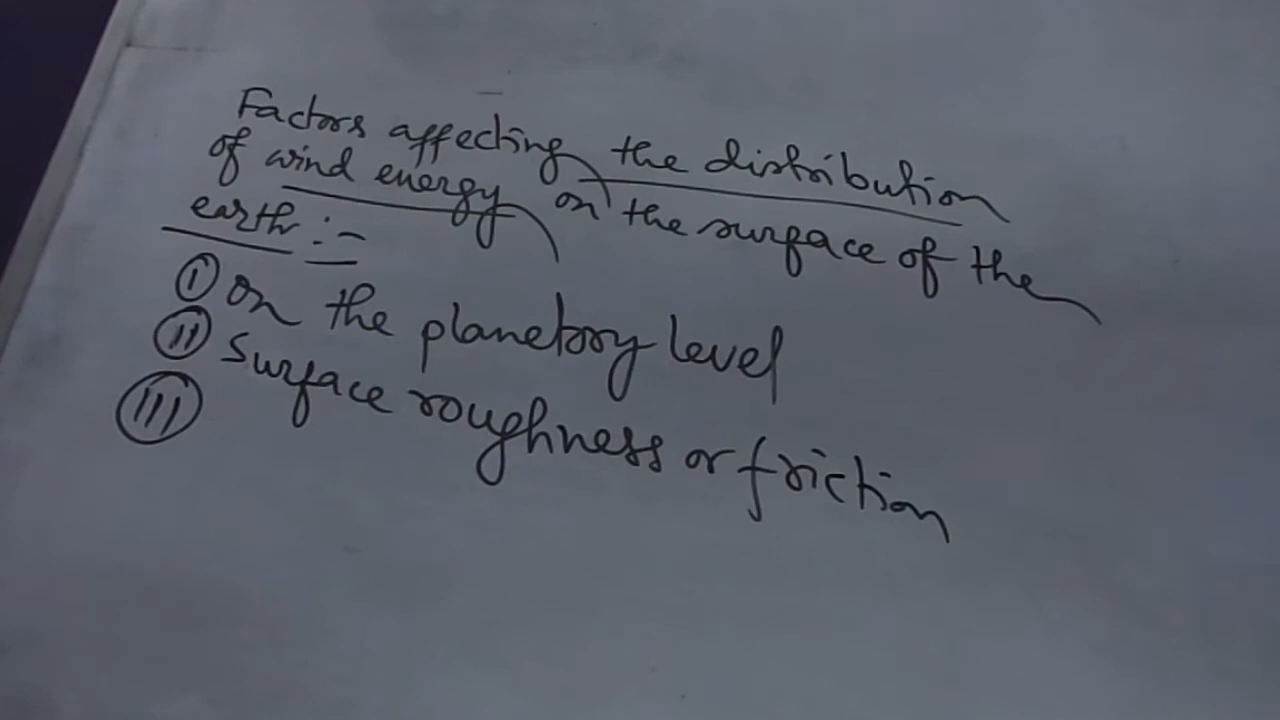 Factors affecting the distribution
of wind energy on the surface of the
earth :-
(i) on the planetory level
(ii) Surface roughness or friction
(iii)